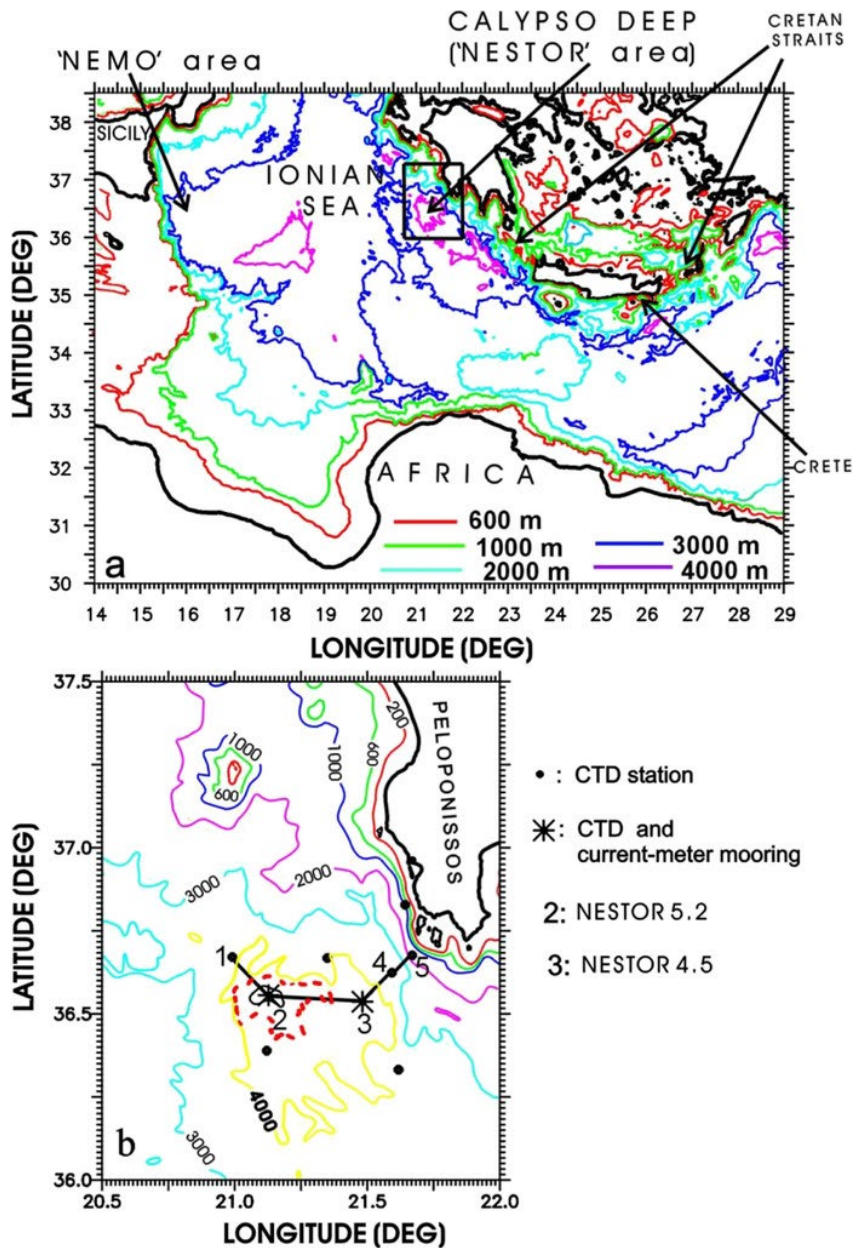 CALYPSO DEEP
('NESTOR' area)
CRETAN
STRAITS
'NEMO' area
SICILY
IONIAN
SEA
AFRICA
CRETE
600 m
1000 m
2000 m
3000 m
4000 m
a
LATITUDE (DEG)
38
37
36
35
34
33
32
31
30
14 15 16 17 18 19 20 21 22 23 24 25 26 27 28 29
LONGITUDE (DEG)
37.5
37.0
36.5
36.0
LATITUDE (DEG)
1000
600
2000
3000
1000
600
200
PELOPONISSOS
1
2
3
4
5
4000
3000
b
20.5 21.0 21.5 22.0
LONGITUDE (DEG)
• : CTD station
: CTD and
current-meter mooring
2: NESTOR 5.2
3: NESTOR 4.5